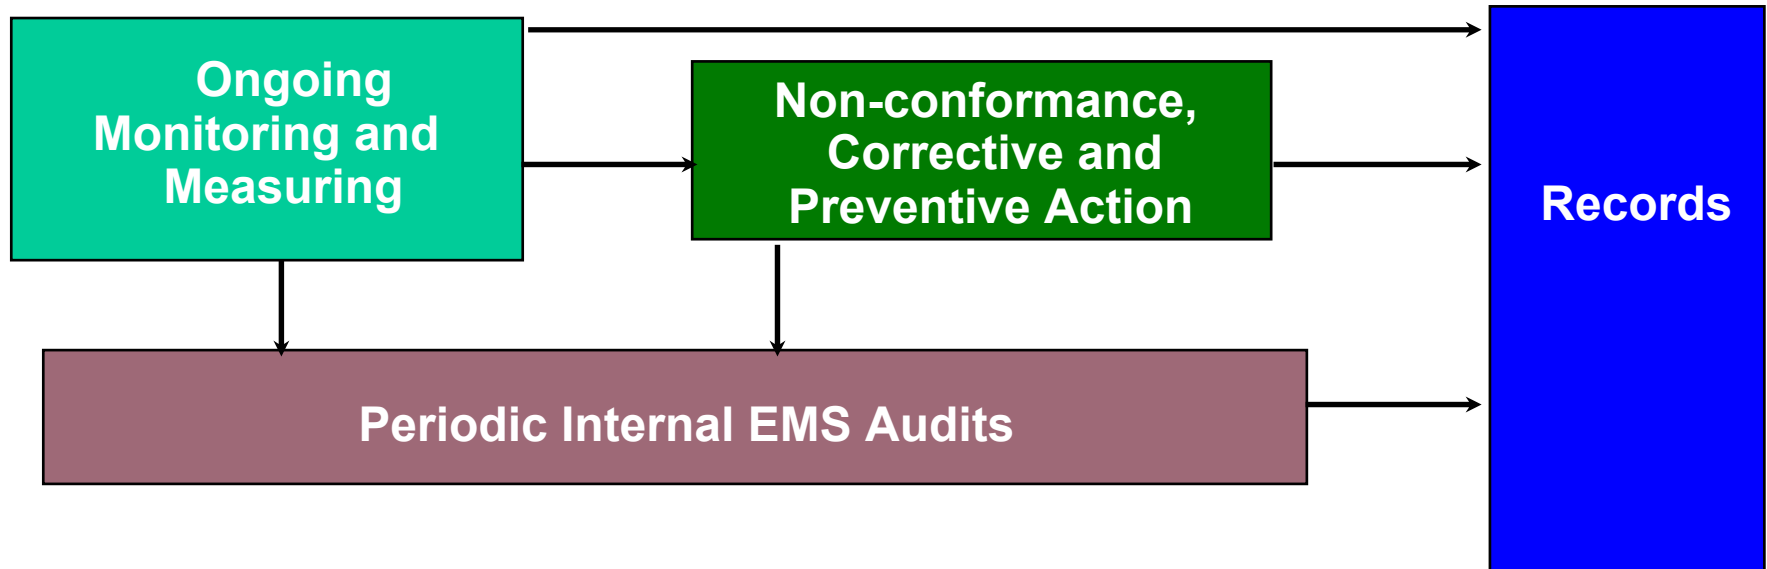 Ongoing
Monitoring and
Measuring
Non-conformance,
Corrective and
Preventive Action
Records
Periodic Internal EMS Audits